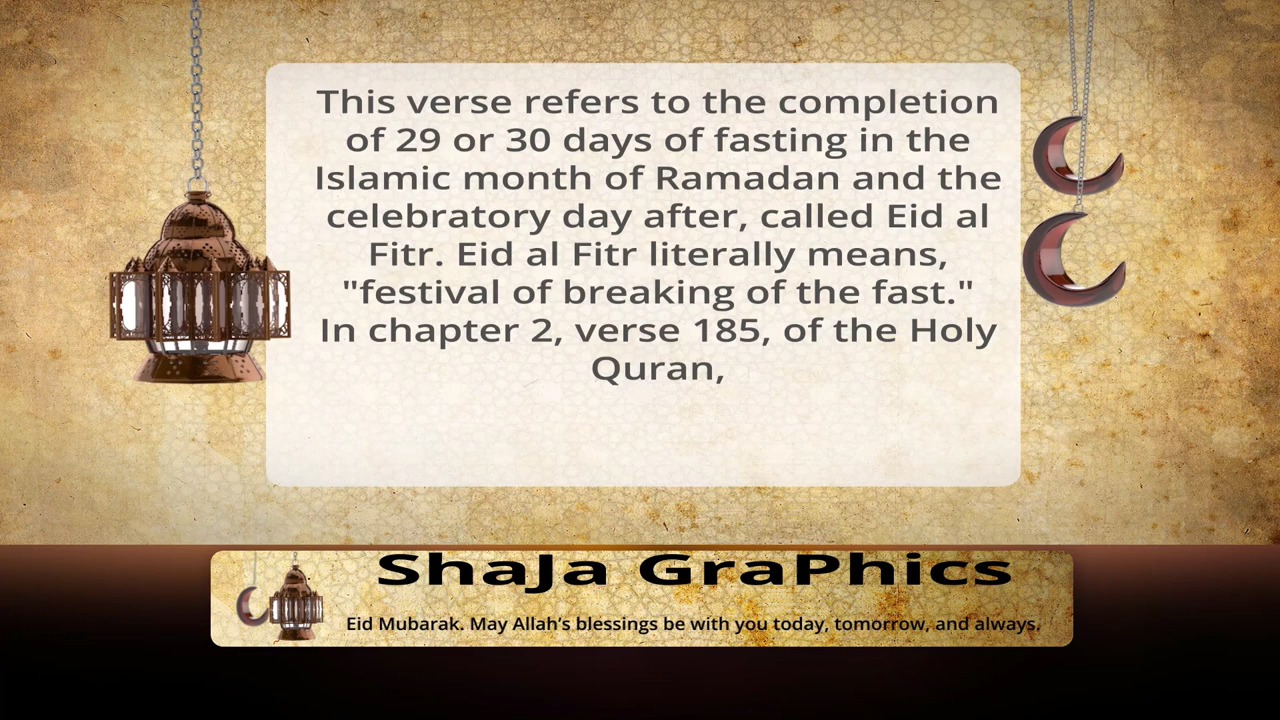 This verse refers to the completion
of 29 or 30 days of fasting in the
Islamic month of Ramadan and the
celebratory day after, called Eid al
Fitr. Eid al Fitr literally means,
"festival of breaking of the fast."
In chapter 2, verse 185, of the Holy
Quran,
ShaJa GraPhics
Eid Mubarak. May Allah’s blessings be with you today, tomorrow, and always.